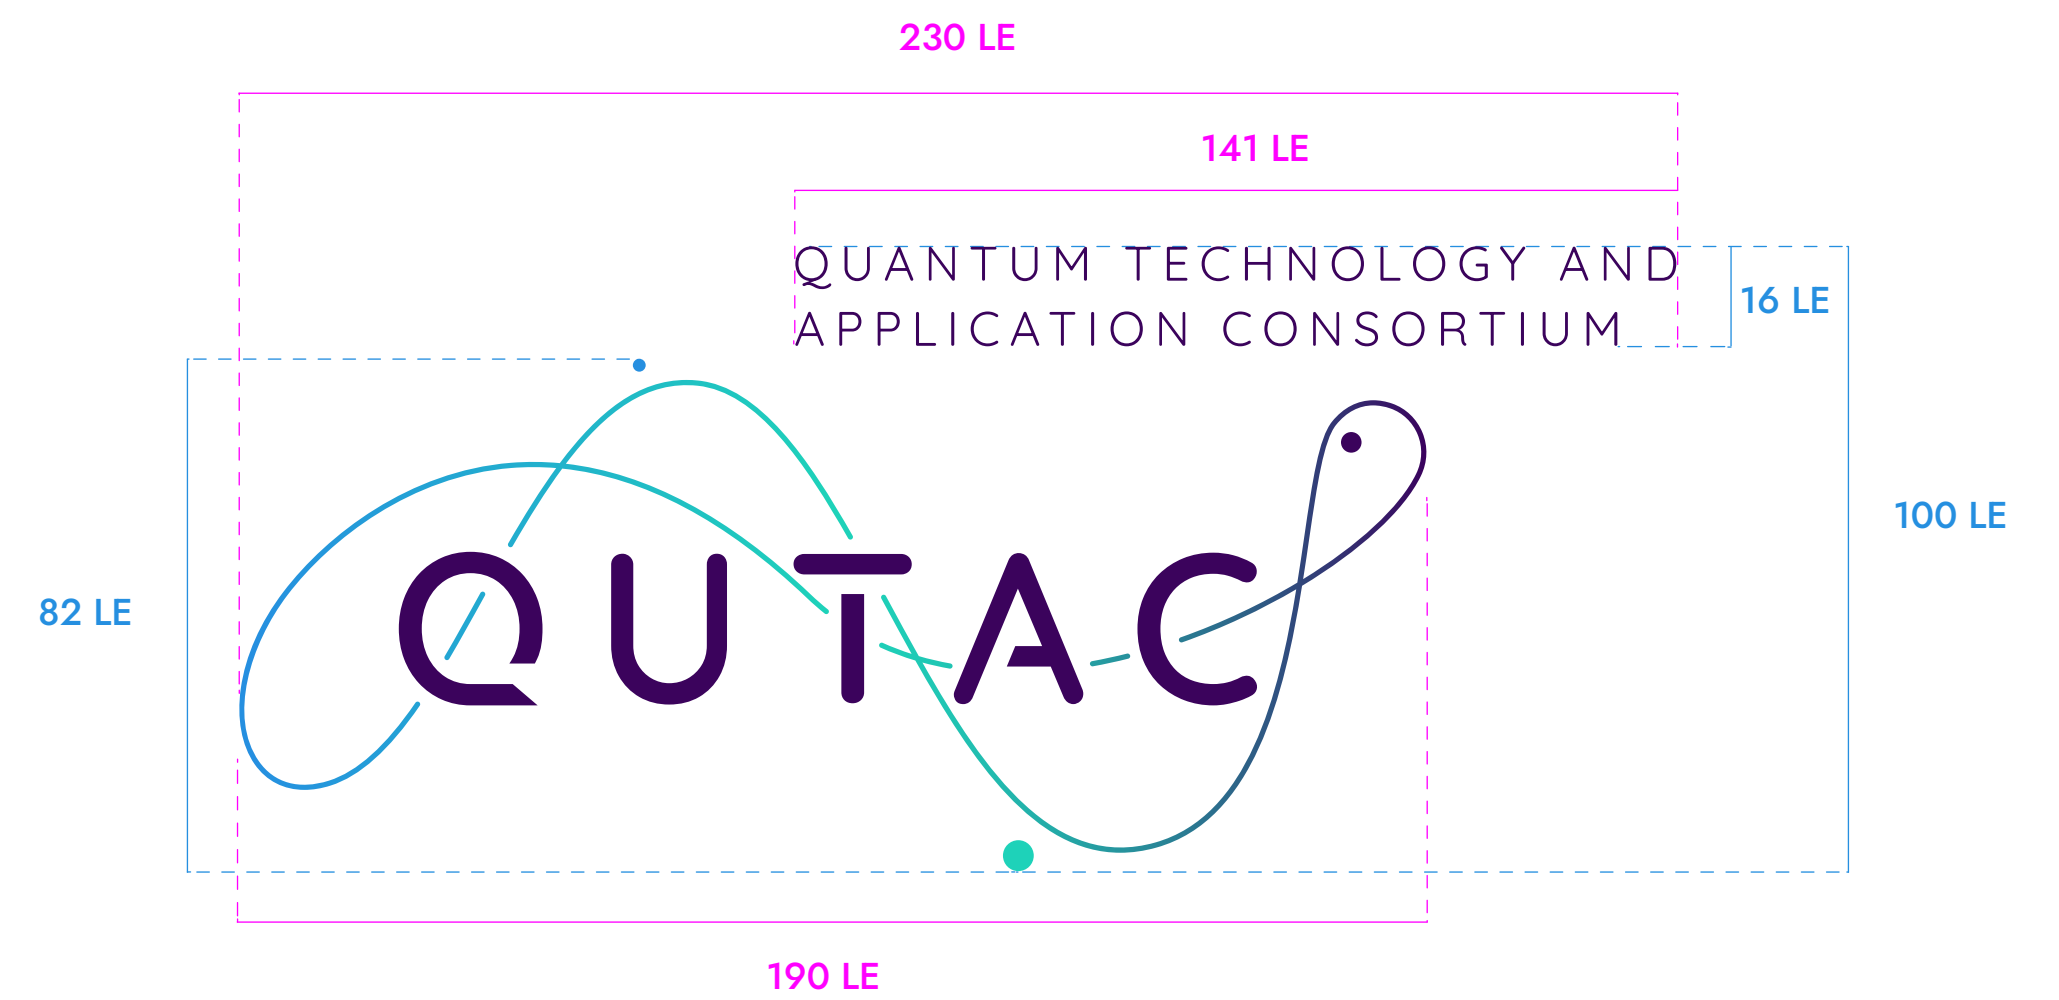 230 LE
141 LE
QUANTUM TECHNOLOGY AND
APPLICATION CONSORTIUM
16 LE
100 LE
QUTAC
82 LE
190 LE